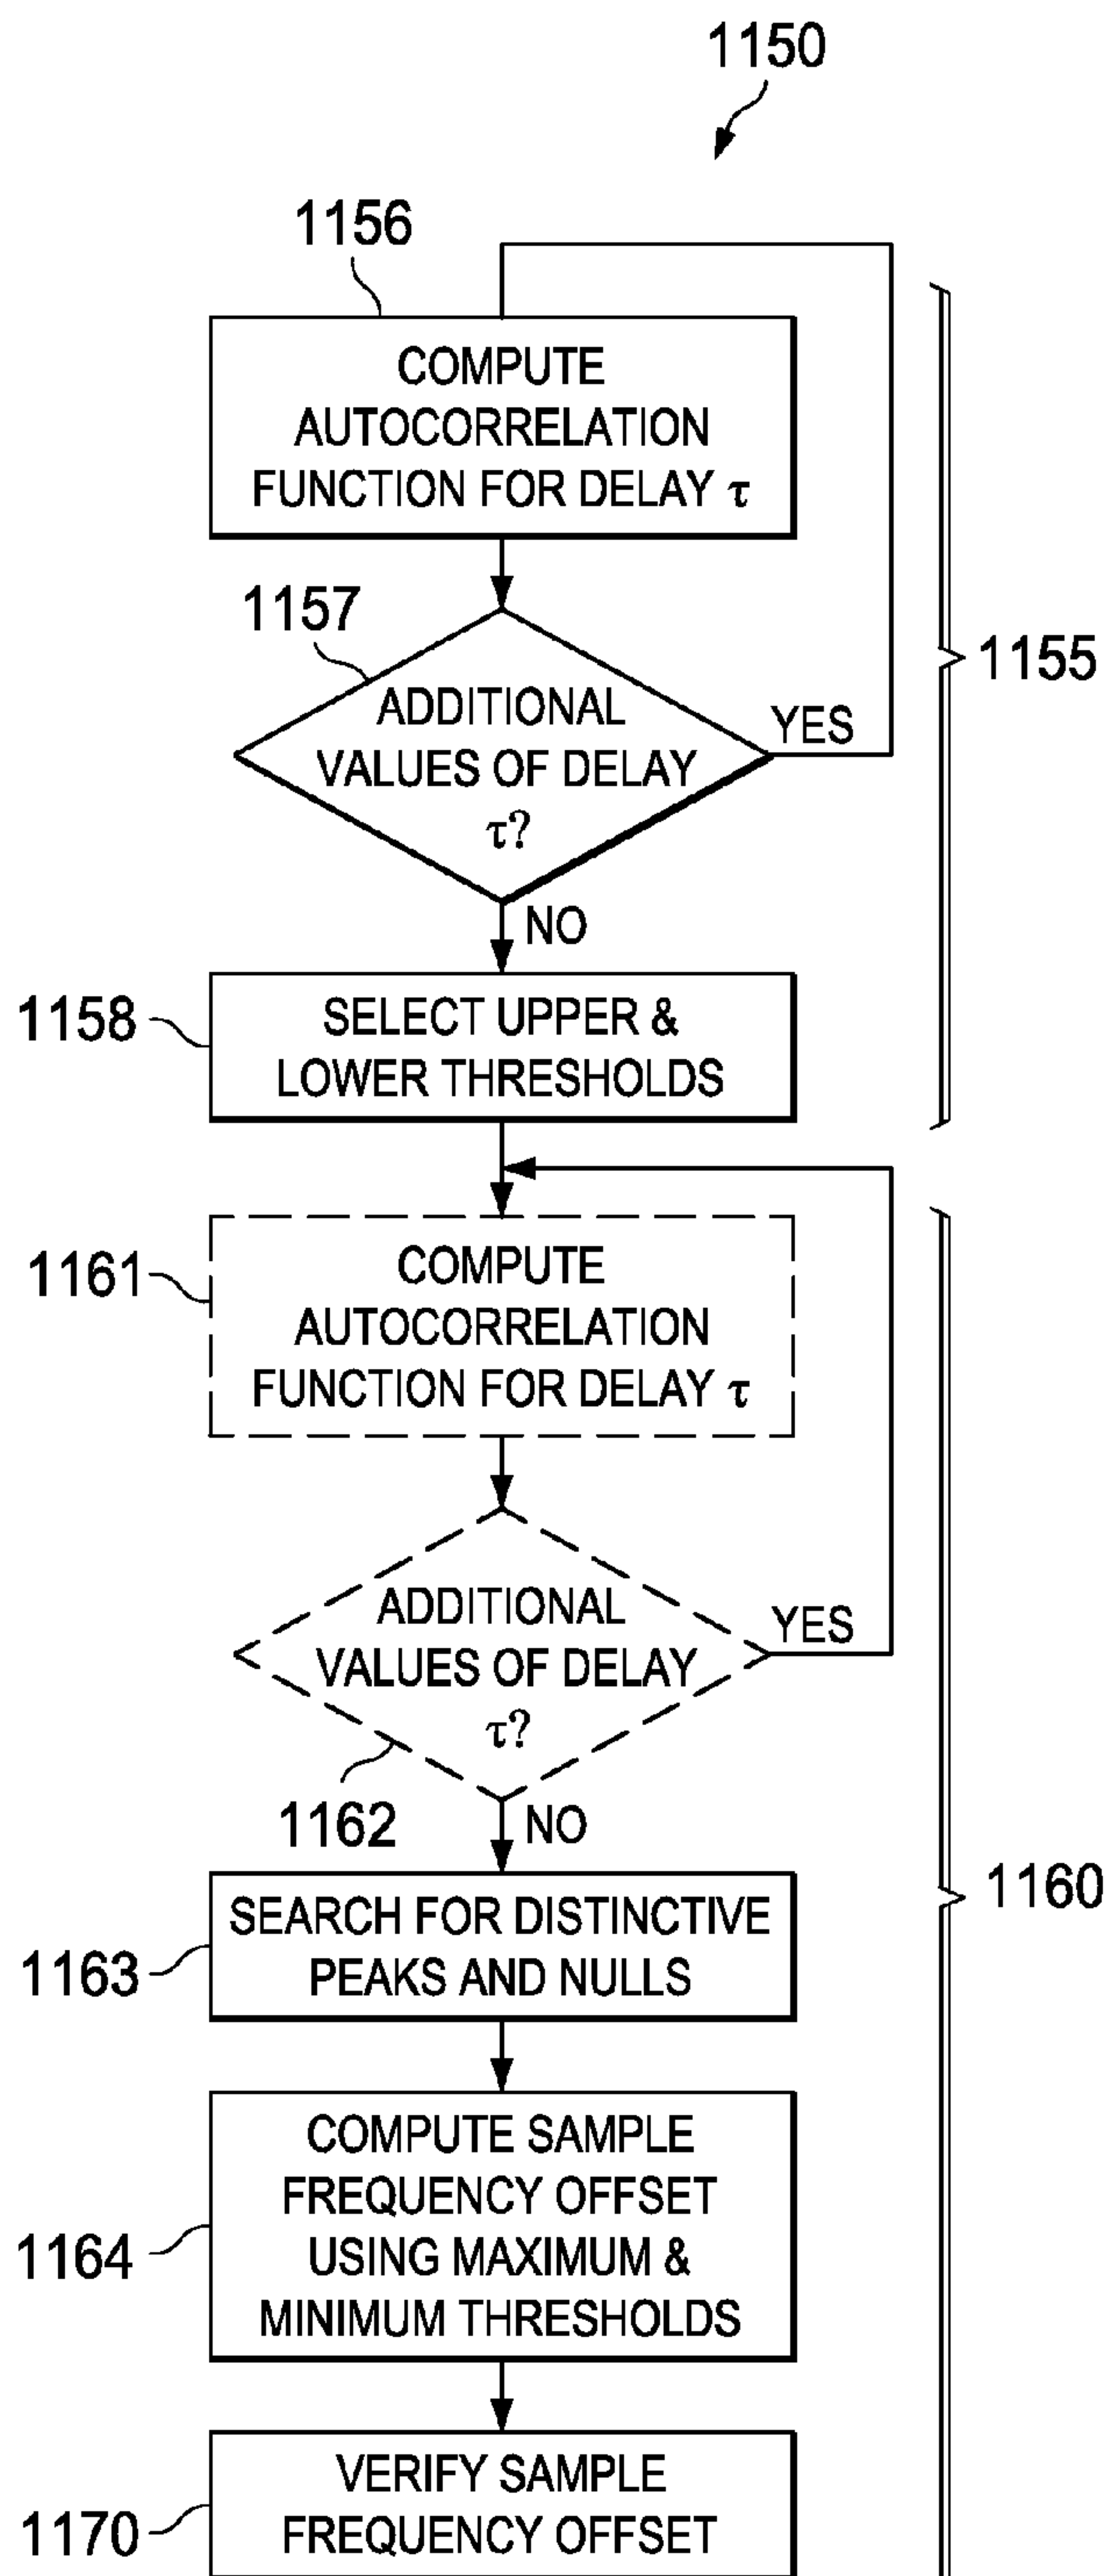 1150
1156
COMPUTE
AUTOCORRELATION
FUNCTION FOR DELAY τ
1157
ADDITIONAL
VALUES OF DELAY
τ?
YES
1155
NO
1158
SELECT UPPER &
LOWER THRESHOLDS
1161
COMPUTE
AUTOCORRELATION
FUNCTION FOR DELAY τ
ADDITIONAL
VALUES OF DELAY
τ?
YES
1162
NO
1160
1163
SEARCH FOR DISTINCTIVE
PEAKS AND NULLS
1164
COMPUTE SAMPLE
FREQUENCY OFFSET
USING MAXIMUM &
MINIMUM THRESHOLDS
1170
VERIFY SAMPLE
FREQUENCY OFFSET